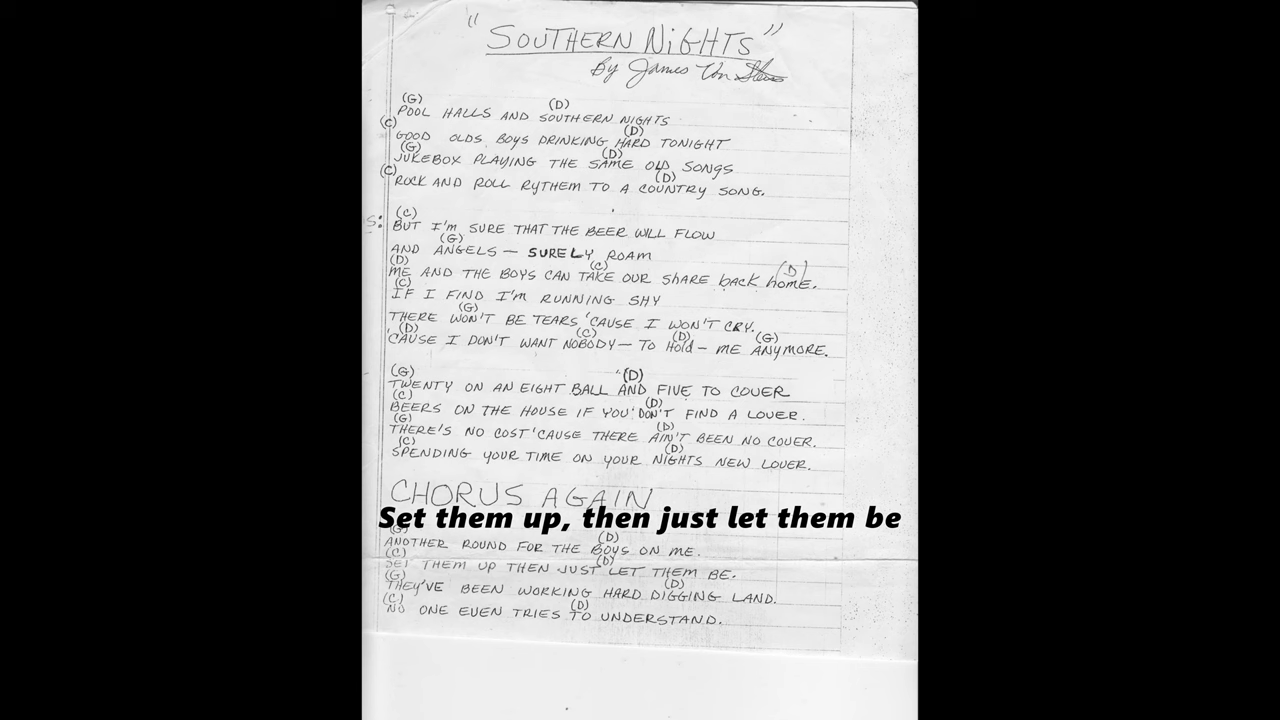 "SOUTHERN NiGHTS"
By James Von
(G) (D)
POOL HALLS AND SOUTHERN NIGHTS
(C) (D)
GOOD OLDS BOYS DRINKING HARD TONIGHT
(G) (D)
JUKEBOX PLAYING THE SAME OLD SONGS
(C) (D)
ROCK AND ROLL RYTHEM TO A COUNTRY SONG.
(C)
S: BUT I'm SURE THAT THE BEER WILL FLOW
(G)
AND ANGELS — SURELY ROAM
(D) (C) (D)
ME AND THE BOYS CAN TAKE OUR SHARE bACK home.
(C)
IF I FIND I'm RUNNING SHY
(G)
THERE WON'T BE TEARS 'CAUSE I WON'T CRY.
(D) (C) (D) (G)
'CAUSE I DON'T WANT NOBODY — TO Hold — ME ANYMORE.
(G) "(D)
TWENTY ON AN EIGHT BALL AND FIVE TO COVER
(C) (D)
BEERS ON THE HOUSE IF YOU DON'T FIND A LOVER.
(G) (D)
THERE'S NO COST 'CAUSE THERE AIN'T BEEN NO COVER.
(C) (D)
SPENDING YOUR TIME ON YOUR NIGHTS NEW LOVER.
CHORUS AGAIN
Set them up, then just let them be
(G) (D)
ANOTHER ROUND FOR THE BOYS ON ME.
(C) (D)
SET THEM UP THEN JUST LET THEM BE.
(G) (D)
THEY'VE BEEN WORKING HARD DIGGING LAND.
(C) (D)
NO ONE EVEN TRIES TO UNDERSTAND.